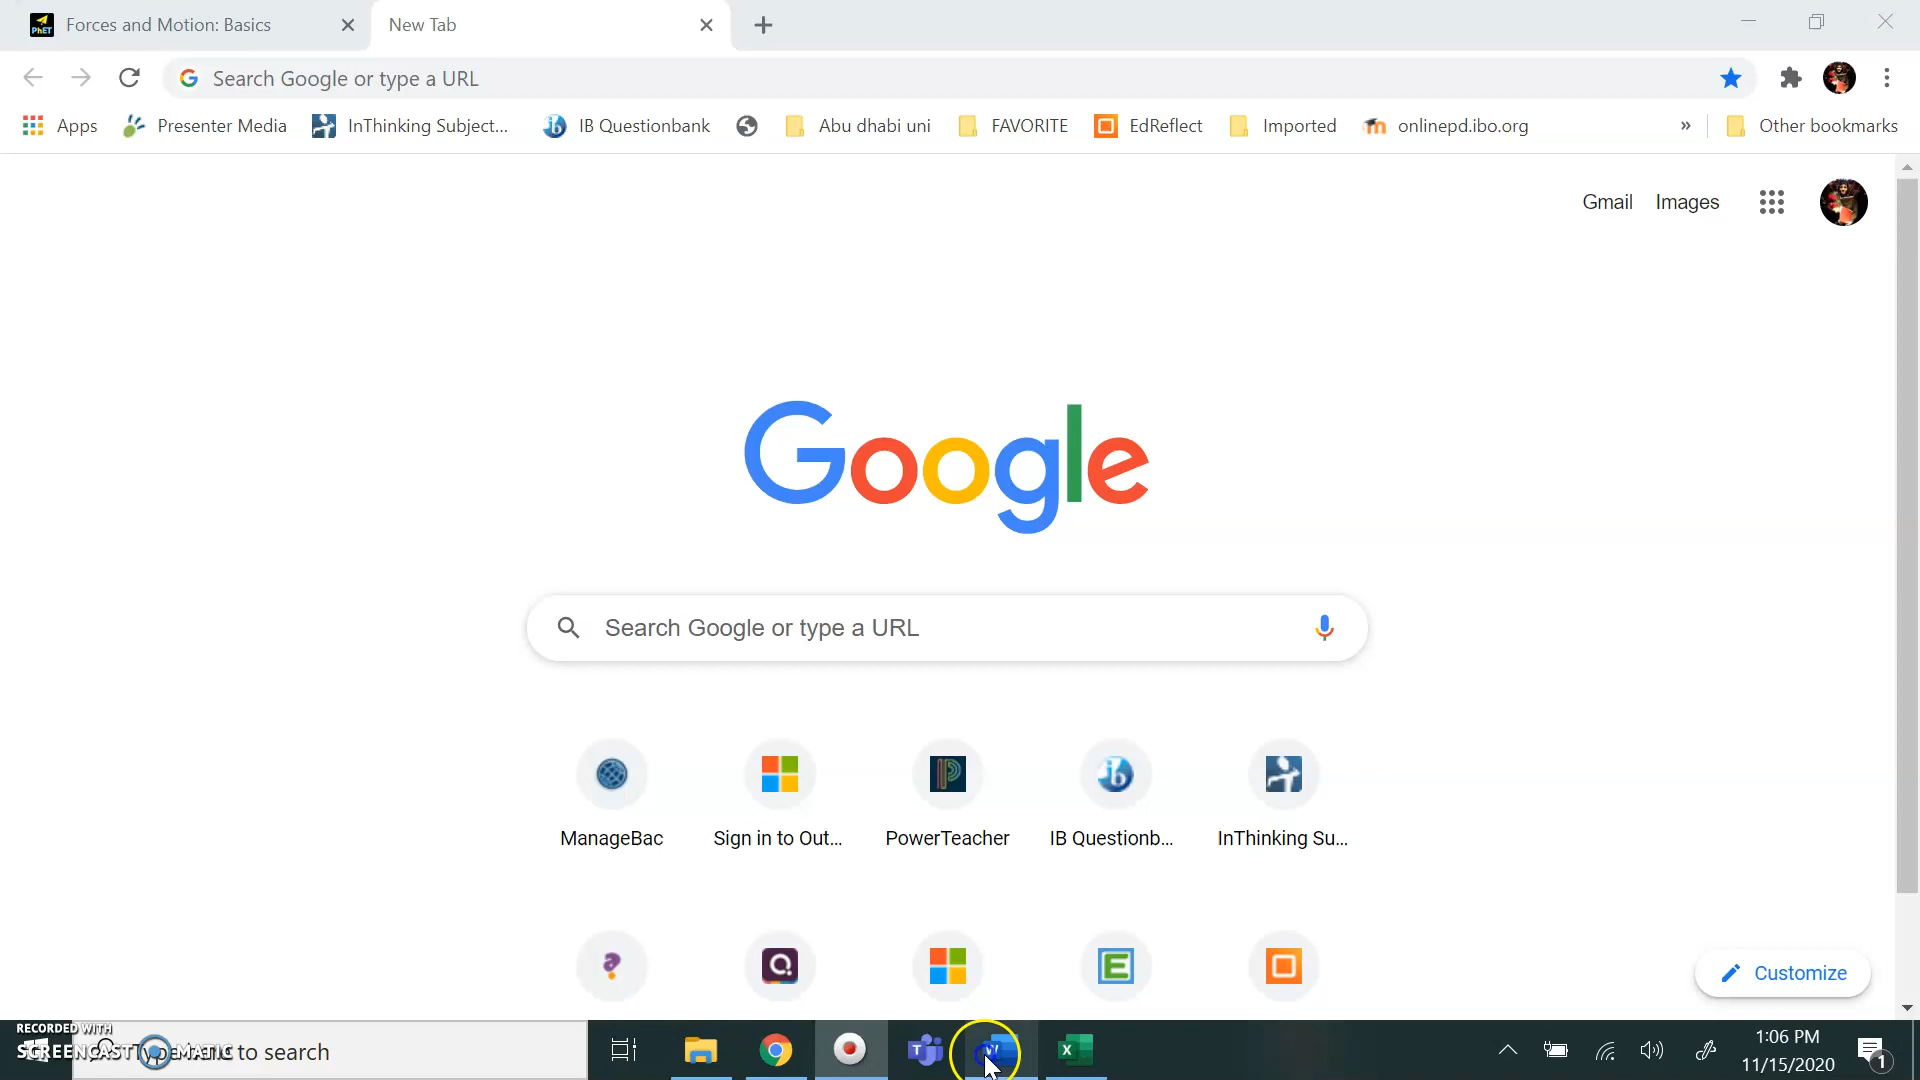 Forces and Motion: Basics
New Tab
Search Google or type a URL
Apps
Presenter Media
InThinking Subject...
IB Questionbank
Abu dhabi uni
FAVORITE
EdReflect
Imported
onlinepd.ibo.org
»
Other bookmarks
Gmail
Images
Google
Search Google or type a URL
ManageBac
Sign in to Out...
PowerTeacher
IB Questionb...
InThinking Su...
Customize
RECORDED WITH
SCREENCAST MATIC
to search
1:06 PM
11/15/2020
1